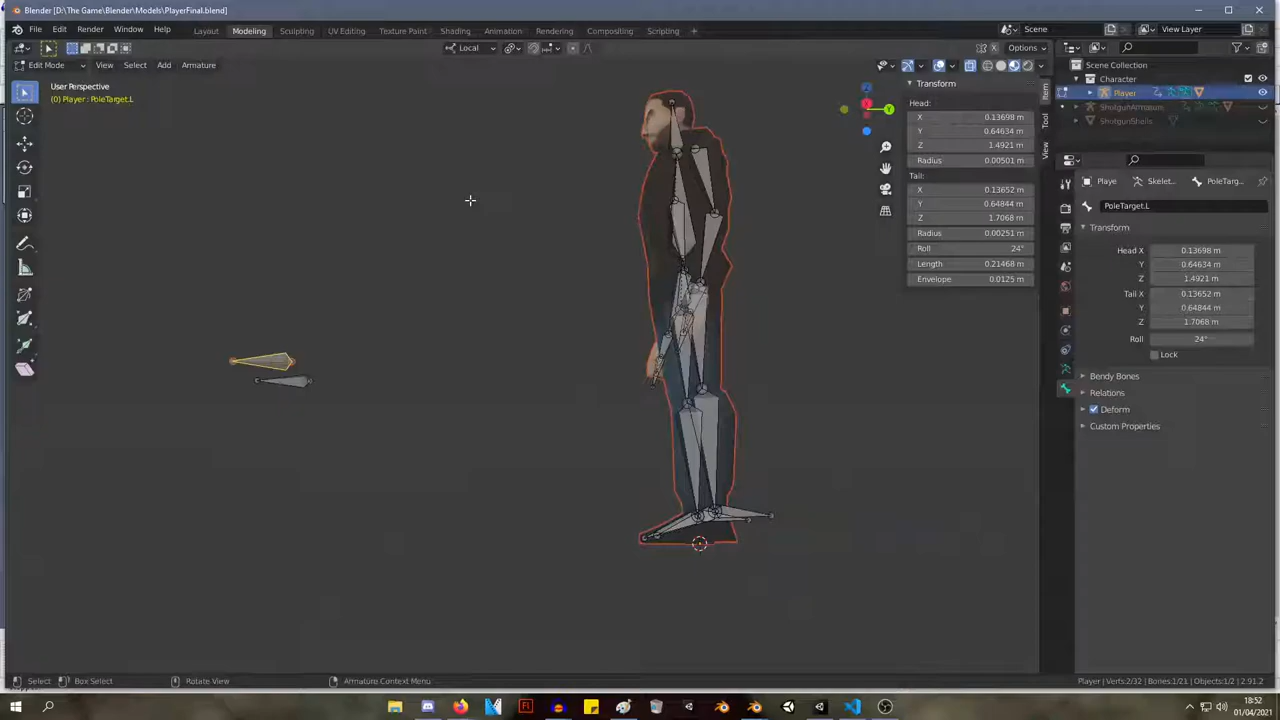 Blender [D:\The Game\Blender\Models\PlayerFinal.blend]
File Edit Render Window Help Layout Modeling Sculpting UV Editing Texture Paint Shading Animation Rendering Compositing Scripting + Scene View Layer
Local Options
Edit Mode View Select Add Armature
User Perspective
(0) Player : PoleTarget.L
Transform
Head:
X 0.13698 m
Y 0.64634 m
Z 1.4921 m
Radius 0.00501 m
Tail:
X 0.13652 m
Y 0.64844 m
Z 1.7068 m
Radius 0.00251 m
Roll 24°
Length 0.21468 m
Envelope 0.0125 m
Item
Tool
View
Y
Scene Collection
Character
Player
ShotgunArmature
ShotgunShells
Playe Skelet... PoleTarg...
PoleTarget.L
Transform
Head X 0.13698 m
Y 0.64634 m
Z 1.4921 m
Tail X 0.13652 m
Y 0.64844 m
Z 1.7068 m
Roll 24°
Lock
Bendy Bones
Relations
Deform
Custom Properties
Select Box Select Rotate View Armature Context Menu Player | Verts:2/32 | Bones:1/21 | Objects:1/2 | 2.91.2
18:52
01/04/2021